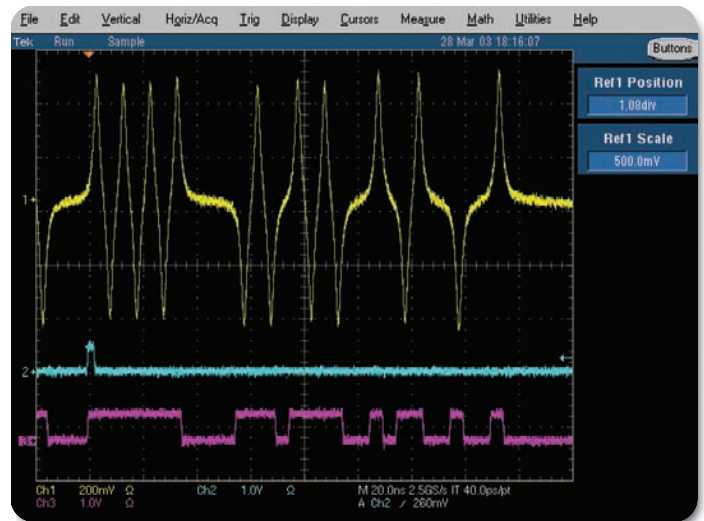 File Edit Vertical Horiz/Acq Trig Display Cursors Measure Math Utilities Help
Tek Run Sample 28 Mar 03 18:16:07 Buttons
Ref1 Position
1.08div
Ref1 Scale
500.0mV
1
2
3
Ch1 200mV Ω Ch2 1.0V Ω M 20.0ns 2.5GS/s IT 40.0ps/pt
Ch3 1.0V Ω A Ch2 / 260mV